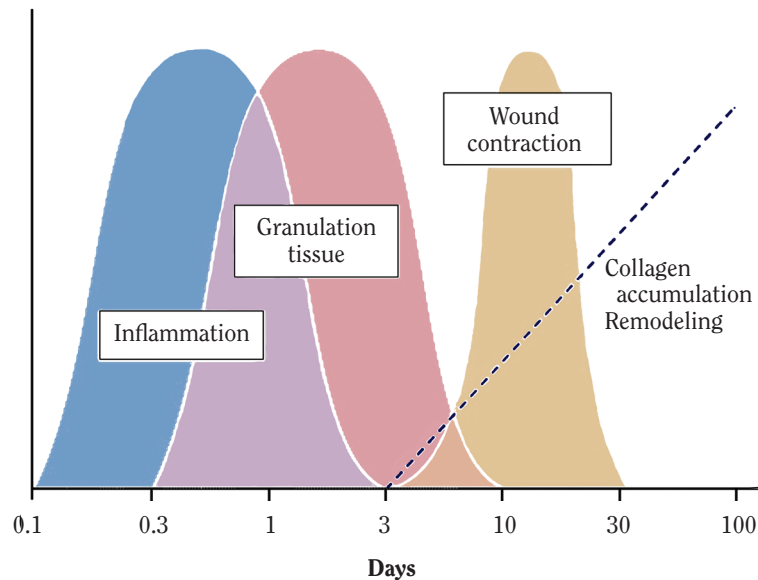 Wound
contraction
Granulation
tissue
Collagen
accumulation
Remodeling
Inflammation
0.1 0.3 1 3 10 30 100
Days